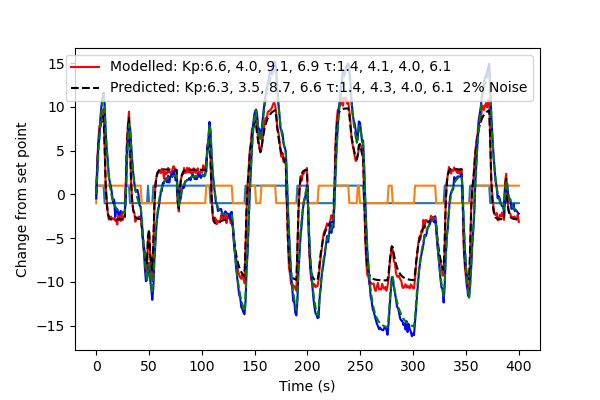 Modelled: Kp:6.6, 4.0, 9.1, 6.9 τ:1.4, 4.1, 4.0, 6.1
Predicted: Kp:6.3, 3.5, 8.7, 6.6 τ:1.4, 4.3, 4.0, 6.1 2% Noise
15
10
5
0
−5
−10
−15
Change from set point
0 50 100 150 200 250 300 350 400
Time (s)